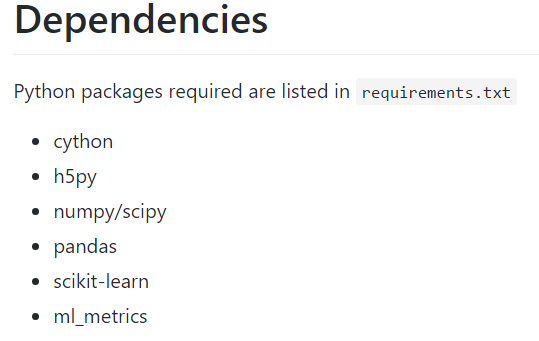 Dependencies
Python packages required are listed in requirements.txt
cython
h5py
numpy/scipy
pandas
scikit-learn
ml_metrics